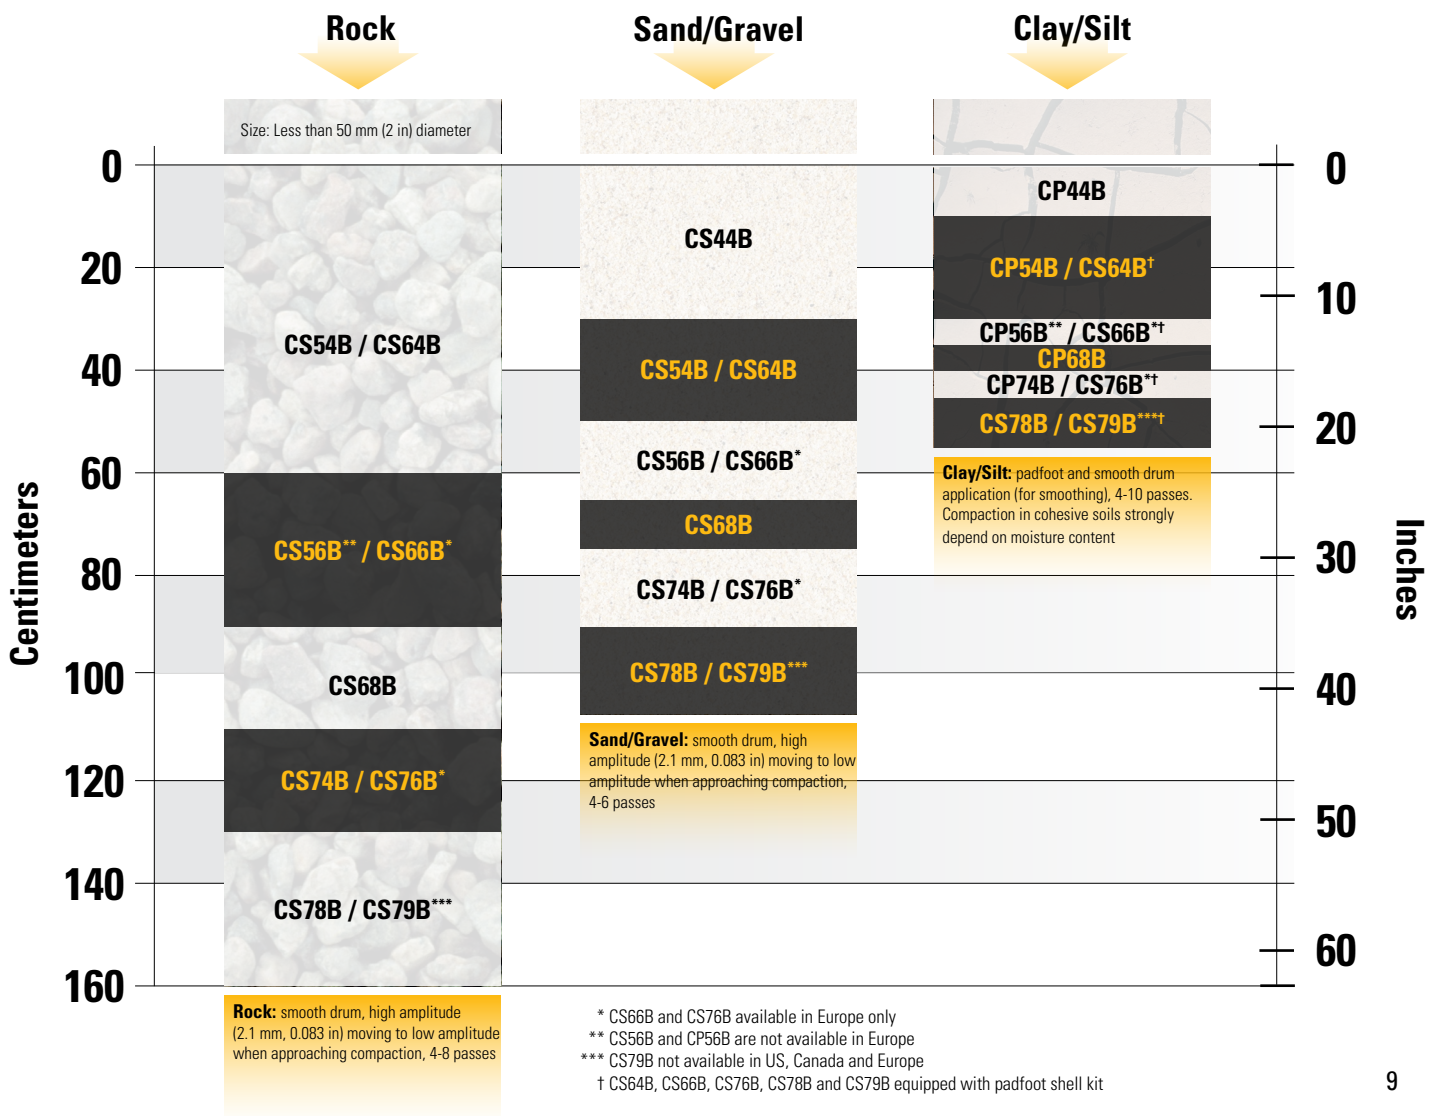 Rock
Sand/Gravel
Clay/Silt
Size: Less than 50 mm (2 in) diameter
Centimeters
0
20
40
60
80
100
120
140
160
CS54B / CS64B
CS56B** / CS66B*
CS68B
CS74B / CS76B*
CS78B / CS79B***
Rock: smooth drum, high amplitude
(2.1 mm, 0.083 in) moving to low amplitude
when approaching compaction, 4-8 passes
CS44B
CS54B / CS64B
CS56B / CS66B*
CS68B
CS74B / CS76B*
CS78B / CS79B***
Sand/Gravel: smooth drum, high
amplitude (2.1 mm, 0.083 in) moving to low
amplitude when approaching compaction,
4-6 passes
CP44B
CP54B / CS64B†
CP56B** / CS66B*†
CP68B
CP74B / CS76B*†
CS78B / CS79B***†
Clay/Silt: padfoot and smooth drum
application (for smoothing), 4-10 passes.
Compaction in cohesive soils strongly
depend on moisture content
0
10
20
30
40
50
60
Inches
* CS66B and CS76B available in Europe only
** CS56B and CP56B are not available in Europe
*** CS79B not available in US, Canada and Europe
† CS64B, CS66B, CS76B, CS78B and CS79B equipped with padfoot shell kit
9